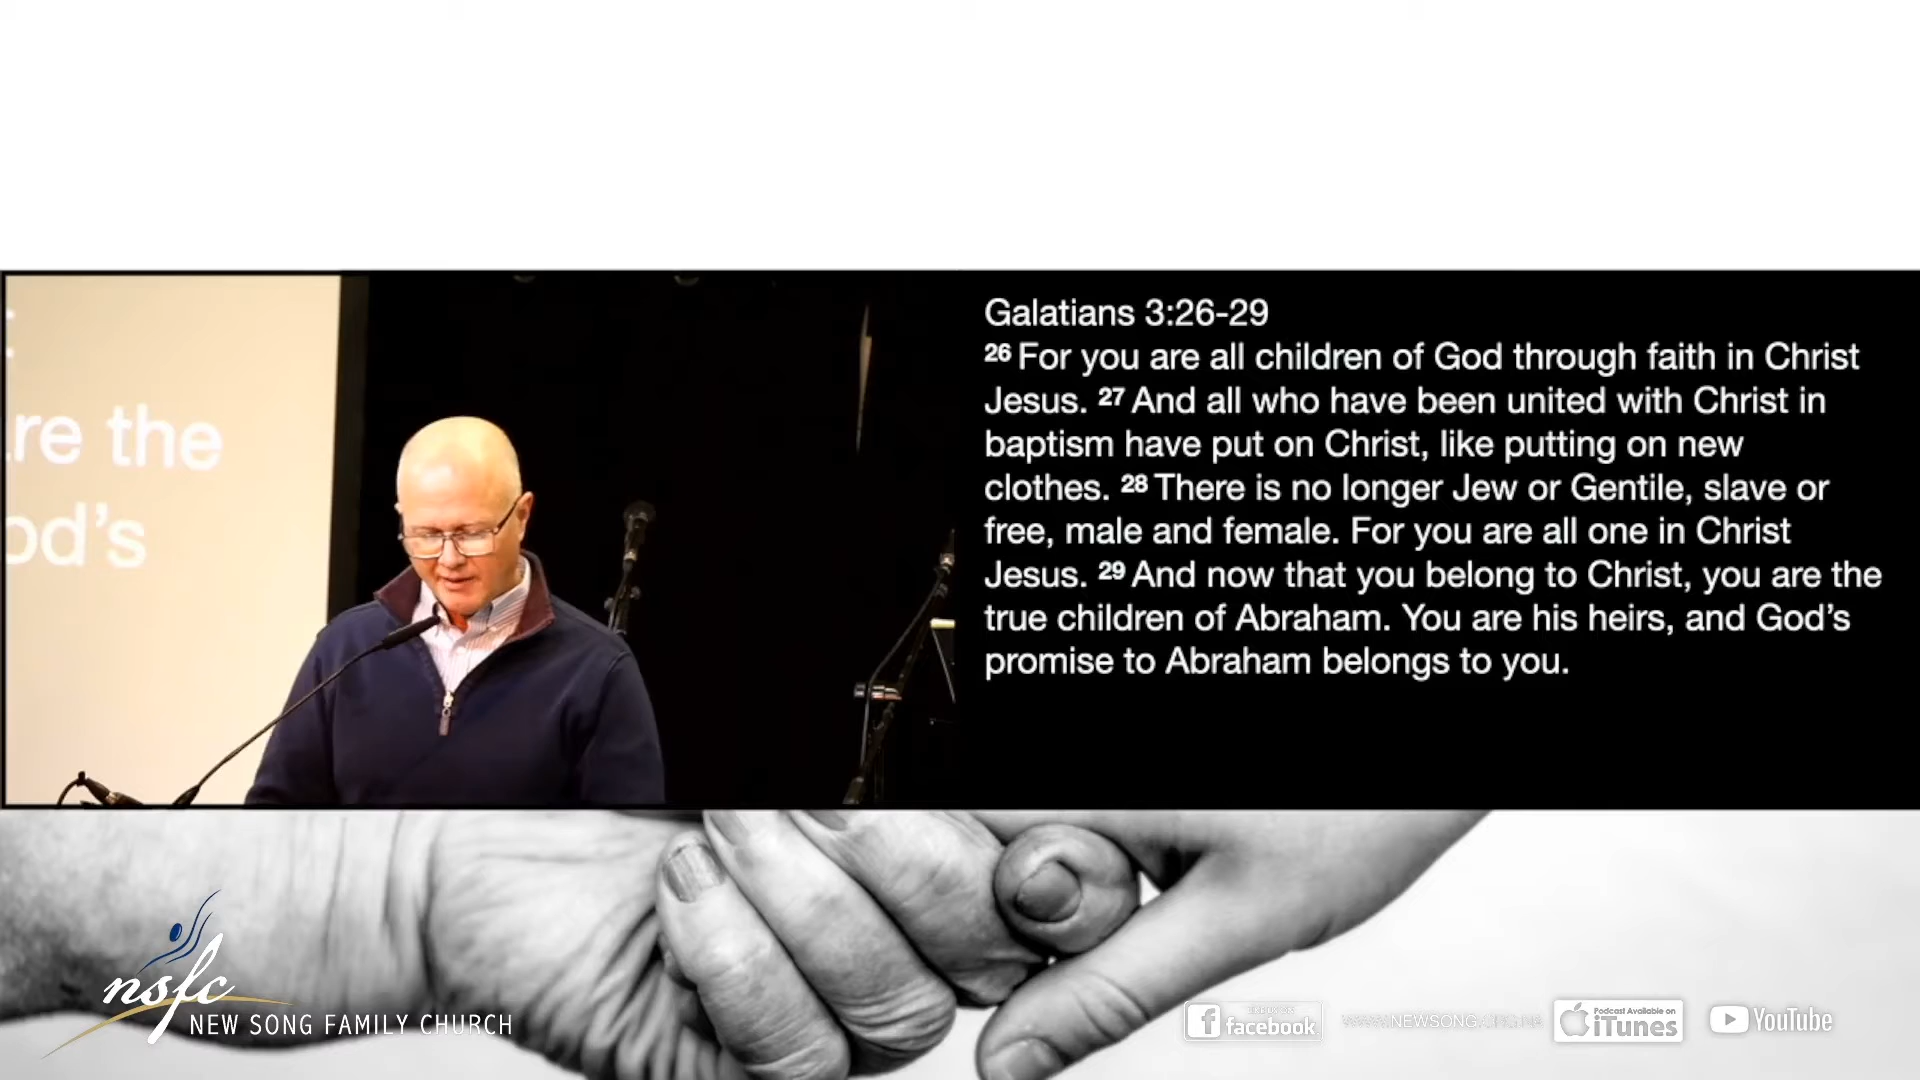 re the
od's
Galatians 3:26-29
26 For you are all children of God through faith in Christ
Jesus. 27 And all who have been united with Christ in
baptism have put on Christ, like putting on new
clothes. 28 There is no longer Jew or Gentile, slave or
free, male and female. For you are all one in Christ
Jesus. 29 And now that you belong to Christ, you are the
true children of Abraham. You are his heirs, and God's
promise to Abraham belongs to you.
nsfc
NEW SONG FAMILY CHURCH
facebook
Podcast Available on
iTunes
YouTube